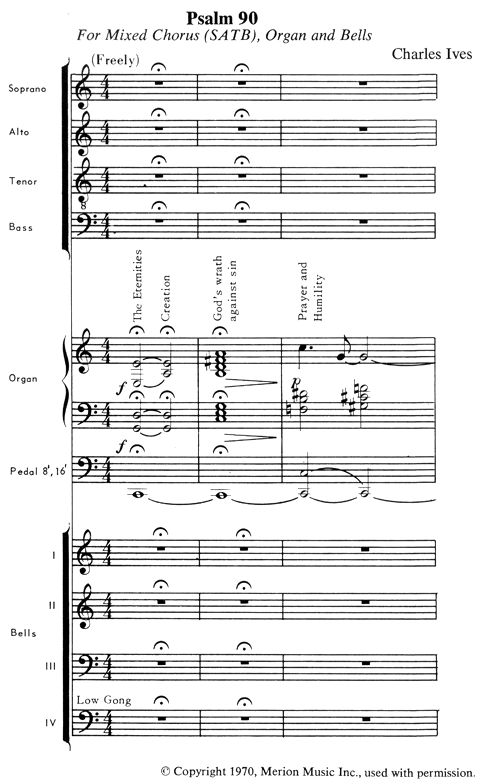 Psalm 90
For Mixed Chorus (SATB), Organ and Bells
Charles Ives
(Freely)
Soprano
Alto
Tenor
8
Bass
The Eternities
Creation
God's wrath
against sin
Prayer and
Humility
Organ
f
p
f
Pedal 8', 16'
I
II
Bells
III
Low Gong
IV
© Copyright 1970, Merion Music Inc., used with permission.